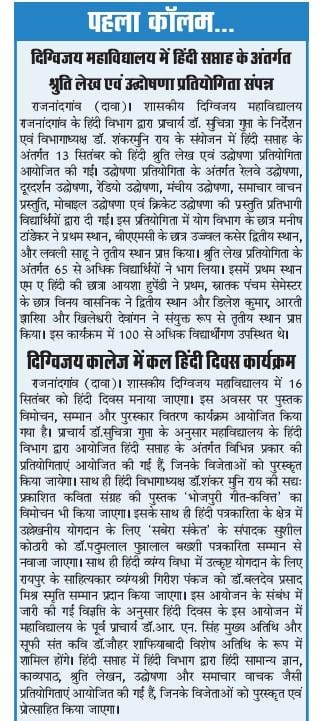 पहला कॉलम...
दिग्विजय महाविद्यालय में हिंदी सप्ताह के अंतर्गत
श्रुति लेख एवं उद्घोषणा प्रतियोगिता संपन्न
राजनांदगांव (दावा)। शासकीय दिग्विजय महाविद्यालय
राजनांदगांव के हिंदी विभाग द्वारा प्राचार्य डॉ. सुचित्रा गुप्त के निर्देशन
एवं विभागाध्यक्ष डॉ. शंकरमुनि राय के संयोजन में हिंदी सप्ताह के
अंतर्गत 13 सितंबर को हिंदी श्रुति लेख एवं उद्घोषणा प्रतियोगिता
आयोजित की गई। उद्घोषणा प्रतियोगिता के अंतर्गत रेलवे उद्घोषणा,
दूरदर्शन उद्घोषणा, रेडियो उद्घोषणा, मंचीय उद्घोषणा, समाचार वाचन
प्रस्तुति, मोबाइल उद्घोषणा एवं क्रिकेट उद्घोषणा की प्रस्तुति प्रतिभागी
विद्यार्थियों द्वारा दी गई। इस प्रतियोगिता में योग विभाग के छात्र मनीष
टांडेकर ने प्रथम स्थान, बीएमसी के छात्र उज्ज्वल कसेर द्वितीय स्थान,
और लवली साहू ने तृतीय स्थान प्राप्त किया। श्रुति लेख प्रतियोगिता के
अंतर्गत 65 से अधिक विद्यार्थियों ने भाग लिया। इसमें प्रथम स्थान
एम ए हिंदी की छात्रा आयशा हुपेंडी ने प्रथम, स्नातक पंचम सेमेस्टर
के छात्र विनय वासनिक ने द्वितीय स्थान और डिलेश कुमार, आरती
झारिया और खिलेश्वरी देवांगन ने संयुक्त रूप से तृतीय स्थान प्राप्त
किया। इस कार्यक्रम में 100 से अधिक विद्यार्थीगण उपस्थित थे।
दिग्विजय कालेज में कल हिंदी दिवस कार्यक्रम
राजनांदगांव (दावा)। शासकीय दिग्विजय महाविद्यालय में 16
सितंबर को हिंदी दिवस मनाया जाएगा। इस अवसर पर पुस्तक
विमोचन, सम्मान और पुरस्कार वितरण कार्यक्रम आयोजित किया
गया है। प्राचार्य डॉ.सुचित्रा गुप्ता के अनुसार महाविद्यालय के हिंदी
विभाग द्वारा आयोजित हिंदी सप्ताह के अंतर्गत विभिन्न प्रकार की
प्रतियोगिताएं आयोजित की गई हैं, जिनके विजेताओं को पुरस्कृत
किया जायेगा। साथ ही हिंदी विभागाध्यक्ष डॉ.शंकर मुनि राय की सद्यः
प्रकाशित कविता संग्रह की पुस्तक 'भोजपुरी गीत-कवित्त' का
विमोचन भी किया जाएगा। इसके साथ ही हिंदी पत्रकारिता के क्षेत्र में
उल्लेखनीय योगदान के लिए 'सबेरा संकेत' के संपादक सुशील
कोठारी को डॉ.पदुमलाल पुन्नालाल बख्शी पत्रकारिता सम्मान से
नवाजा जाएगा। साथ ही हिंदी व्यंग्य विधा में उत्कृष्ट योगदान के लिए
रायपुर के साहित्यकार व्यंग्यश्री गिरीश पंकज को डॉ.बलदेव प्रसाद
मिश्र स्मृति सम्मान प्रदान किया जाएगा। इस आयोजन के संबंध में
जारी की गई विज्ञप्ति के अनुसार हिंदी दिवस के इस आयोजन में
महाविद्यालय के पूर्व प्राचार्य डॉ.आर. एन. सिंह मुख्य अतिथि और
सूफी संत कवि डॉ.जौहर शाफियाबादी विशेष अतिथि के रूप में
शामिल होंगे। हिंदी सप्ताह में हिंदी विभाग द्वारा हिंदी सामान्य ज्ञान,
काव्यपाठ, श्रुति लेखन, उद्घोषणा और समाचार वाचक जैसी
प्रतियोगिताएं आयोजित की गई हैं, जिनके विजेताओं को पुरस्कृत एवं
प्रोत्साहित किया जाएगा।